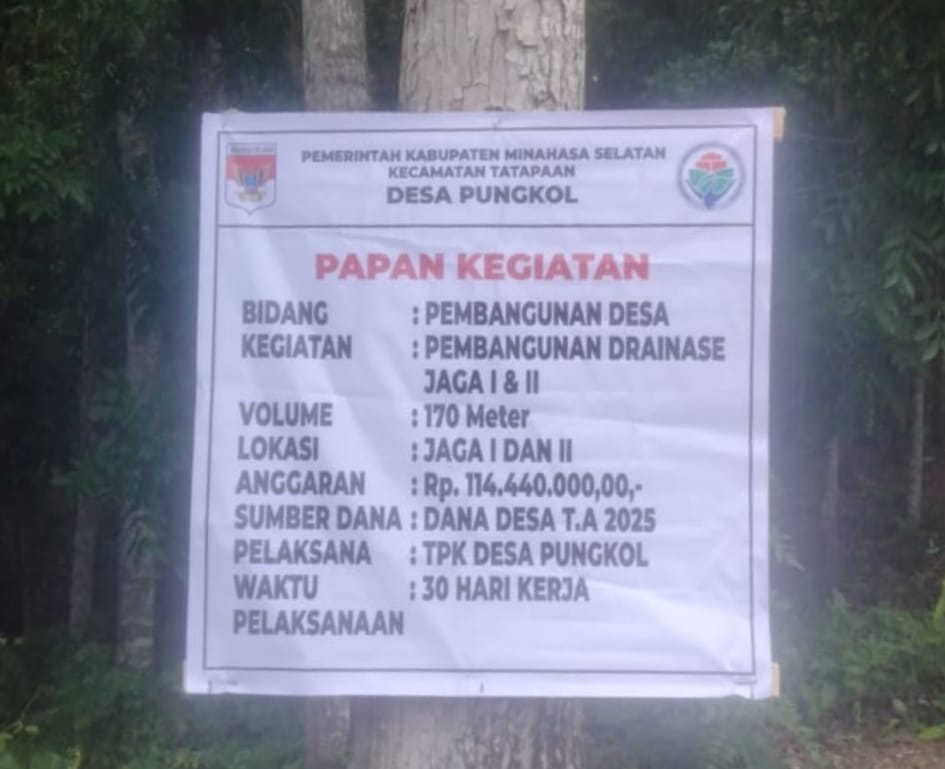 PEMERINTAH KABUPATEN MINAHASA SELATAN
KECAMATAN TATAPAAN
DESA PUNGKOL
PAPAN KEGIATAN
BIDANG : PEMBANGUNAN DESA
KEGIATAN : PEMBANGUNAN DRAINASE
JAGA I & II
VOLUME : 170 Meter
LOKASI : JAGA I DAN II
ANGGARAN : Rp. 114.440.000,00,-
SUMBER DANA : DANA DESA T.A 2025
PELAKSANA : TPK DESA PUNGKOL
WAKTU : 30 HARI KERJA
PELAKSANAAN